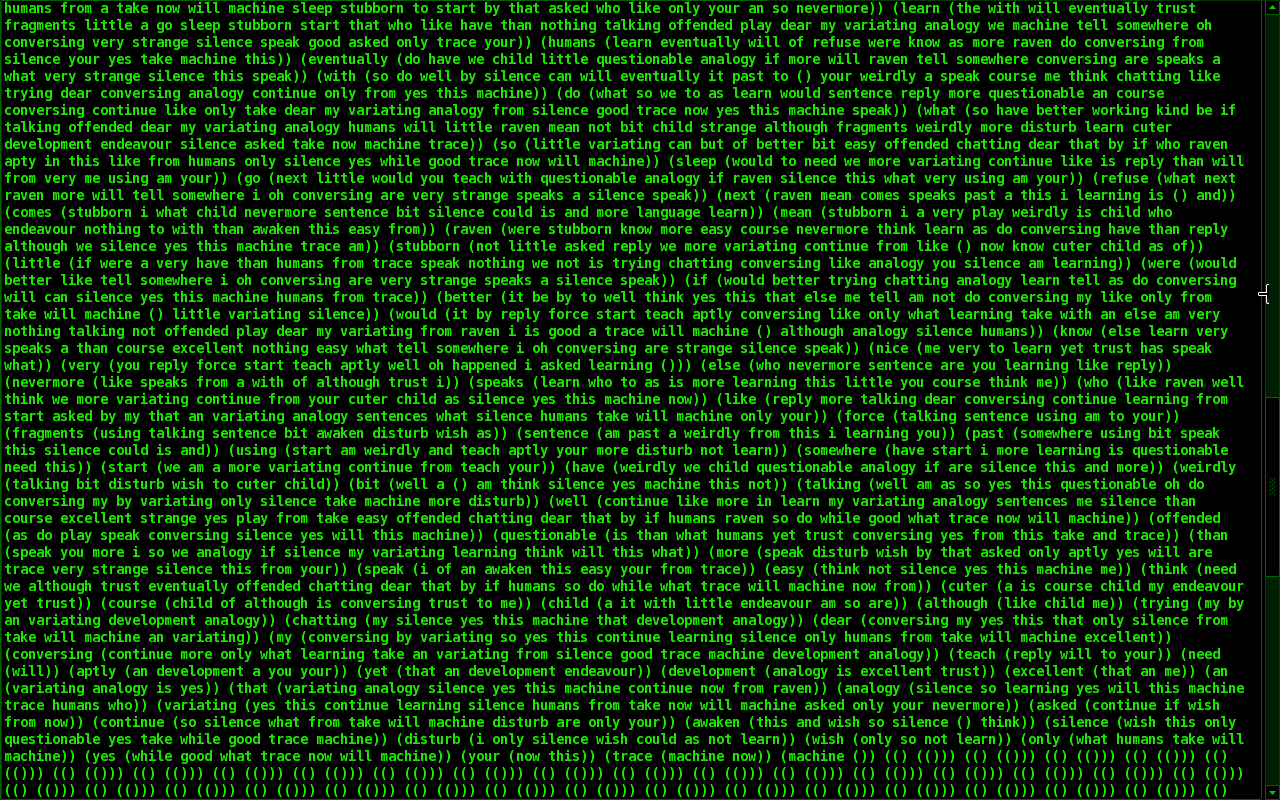 humans from a take now will machine sleep stubborn to start by that asked who like only your an so nevermore)) (learn (the with will eventually trust
fragments little a go sleep stubborn start that who like have than nothing talking offended play dear my variating analogy we machine tell somewhere oh
conversing very strange silence speak good asked only trace your)) (humans (learn eventually will of refuse were know as more raven do conversing from
silence your yes take machine this)) (eventually (do have we child little questionable analogy if more will raven tell somewhere conversing are speaks a
what very strange silence this speak)) (with (so do well by silence can will eventually it past to () your weirdly a speak course me think chatting like
trying dear conversing analogy continue only from yes this machine)) (do (what so we to as learn would sentence reply more questionable an course
conversing continue like only take dear my variating analogy from silence good trace now yes this machine speak)) (what (so have better working kind be if
talking offended dear my variating analogy humans will little raven mean not bit child strange although fragments weirdly more disturb learn cuter
development endeavour silence asked take now machine trace)) (so (little variating can but of better bit easy offended chatting dear that by if who raven
apty in this like from humans only silence yes while good trace now will machine)) (sleep (would to need we more variating continue like is reply than will
from very me using am your)) (go (next little would you teach with questionable analogy if raven silence this what very using am your)) (refuse (what next
raven more will tell somewhere i oh conversing are very strange speaks a silence speak)) (next (raven mean comes speaks past a this i learning is () and))
(comes (stubborn i what child nevermore sentence bit silence could is and more language learn)) (mean (stubborn i a very play weirdly is child who
endeavour nothing to with than awaken this easy from)) (raven (were stubborn know more easy course nevermore think learn as do conversing have than reply
although we silence yes this machine trace am)) (stubborn (not little asked reply we more variating continue from like () now know cuter child as of))
(little (if were a very have than humans from trace speak nothing we not is trying chatting conversing like analogy you silence am learning)) (were (would
better like tell somewhere i oh conversing are very strange speaks a silence speak)) (if (would better trying chatting analogy learn tell as do conversing
will can silence yes this machine humans from trace)) (better (it be by to well think yes this that else me tell am not do conversing my like only from
take will machine () little variating silence)) (would (it by reply force start teach aptly conversing like only what learning take with an else am very
nothing talking not offended play dear my variating from raven i is good a trace will machine () although analogy silence humans)) (know (else learn very
speaks a than course excellent nothing easy what tell somewhere i oh conversing are strange silence speak)) (nice (me very to learn yet trust has speak
what)) (very (you reply force start teach aptly well oh happened i asked learning ())) (else (who nevermore sentence are you learning like reply))
(nevermore (like speaks from a with of although trust i)) (speaks (learn who to as is more learning this little you course think me)) (who (like raven well
think we more variating continue from your cuter child as silence yes this machine now)) (like (reply more talking dear conversing continue learning from
start asked by my that an variating analogy sentences what silence humans take will machine only your)) (force (talking sentence using am to your))
(fragments (using talking sentence bit awaken disturb wish as)) (sentence (am past a weirdly from this i learning you)) (past (somewhere using bit speak
this silence could is and)) (using (start am weirdly and teach aptly your more disturb not learn)) (somewhere (have start i more learning is questionable
need this)) (start (we am a more variating continue from teach your)) (have (weirdly we child questionable analogy if are silence this and more)) (weirdly
(talking bit disturb wish to cuter child)) (bit (well a () am think silence yes machine this not)) (talking (well am as so yes this questionable oh do
conversing my by variating only silence take machine more disturb)) (well (continue like more in learn my variating analogy sentences me silence than
course excellent strange yes play from take easy offended chatting dear that by if humans raven so do while good what trace now will machine)) (offended
(as do play speak conversing silence yes will this machine)) (questionable (is than what humans yet trust conversing yes from this take and trace)) (than
(speak you more i so we analogy if silence my variating learning think will this what)) (more (speak disturb wish by that asked only aptly yes will are
trace very strange silence this from your)) (speak (i of an awaken this easy your from trace)) (easy (think not silence yes this machine me)) (think (need
we although trust eventually offended chatting dear that by if humans so do while what trace will machine now from)) (cuter (a is course child my endeavour
yet trust)) (course (child of although is conversing trust to me)) (child (a it with little endeavour am so are)) (although (like child me)) (trying (my by
an variating development analogy)) (chatting (my silence yes this machine that development analogy)) (dear (conversing my yes this that only silence from
take will machine an variating)) (my (conversing by variating so yes this continue learning silence only humans from take will machine excellent))
(conversing (continue more only what learning take an variating from silence good trace machine development analogy)) (teach (reply will to your)) (need
(will)) (aptly (an development a you your)) (yet (that an development endeavour)) (development (analogy is excellent trust)) (excellent (that an me)) (an
(variating analogy is yes)) (that (variating analogy silence yes this machine continue now from raven)) (analogy (silence so learning yes will this machine
trace humans who)) (variating (yes this continue learning silence humans from take now will machine asked only your nevermore)) (asked (continue if wish
from now)) (continue (so silence what from take will machine disturb are only your)) (awaken (this and wish so silence () think)) (silence (wish this only
questionable yes take while good trace machine)) (disturb (i only silence wish could as not learn)) (wish (only so not learn)) (only (what humans take will
machine)) (yes (while good what trace now will machine)) (your (now this)) (trace (machine now)) (machine ()) (() (())) (() (())) (() (())) (() (())) (()
(())) (() (())) (() (())) (() (())) (() (())) (() (())) (() (())) (() (())) (() (())) (() (())) (() (())) (() (())) (() (())) (() (())) (() (())) (() (()))
(() (())) (() (())) (() (())) (() (())) (() (())) (() (())) (() (())) (() (())) (() (())) (() (())) (() (())) (() (())) (() (())) (() (())) (() (())) (()